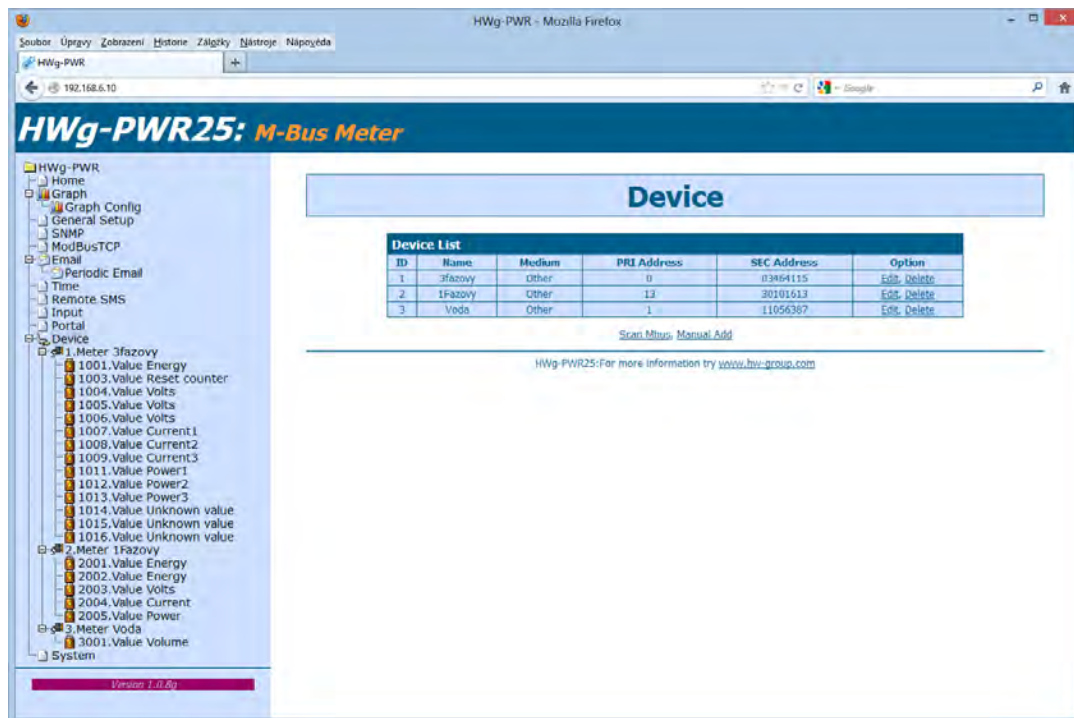 HWg-PWR - Mozilla Firefox
Soubor Úpravy Zobrazení Historie Záložky Nástroje Nápověda
HWg-PWR
192.168.6.10
Google
HWg-PWR25: M-Bus Meter
HWg-PWR
Home
Graph
Graph Config
General Setup
SNMP
ModBusTCP
Email
Periodic Email
Time
Remote SMS
Input
Portal
Device
1.Meter 3fazovy
1001.Value Energy
1003.Value Reset counter
1004.Value Volts
1005.Value Volts
1006.Value Volts
1007.Value Current1
1008.Value Current2
1009.Value Current3
1011.Value Power1
1012.Value Power2
1013.Value Power3
1014.Value Unknown value
1015.Value Unknown value
1016.Value Unknown value
2.Meter 1Fazovy
2001.Value Energy
2002.Value Energy
2003.Value Volts
2004.Value Current
2005.Value Power
3.Meter Voda
3001.Value Volume
System
Version 1.0.8g
Device
Device List
ID Name Medium PRI Address SEC Address Option
1 3fazovy Other 0 03464115 Edit, Delete
2 1Fazovy Other 13 30101613 Edit, Delete
3 Voda Other 1 11056387 Edit, Delete
Scan Mbus, Manual Add
HWg-PWR25:For more information try www.hw-group.com